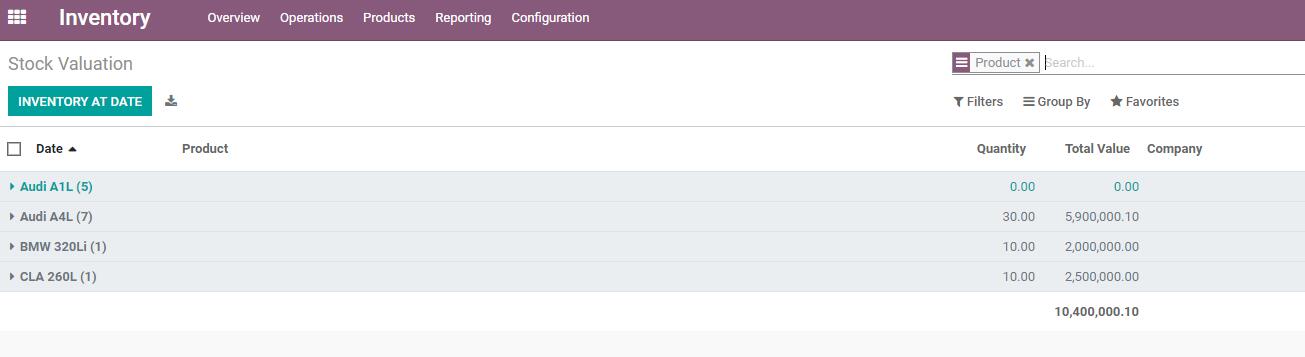 Inventory Overview Operations Products Reporting Configuration
Stock Valuation
Product Search...
INVENTORY AT DATE
Filters Group By Favorites
Date Product Quantity Total Value Company
Audi A1L (5) 0.00 0.00
Audi A4L (7) 30.00 5,900,000.10
BMW 320Li (1) 10.00 2,000,000.00
CLA 260L (1) 10.00 2,500,000.00
10,400,000.10